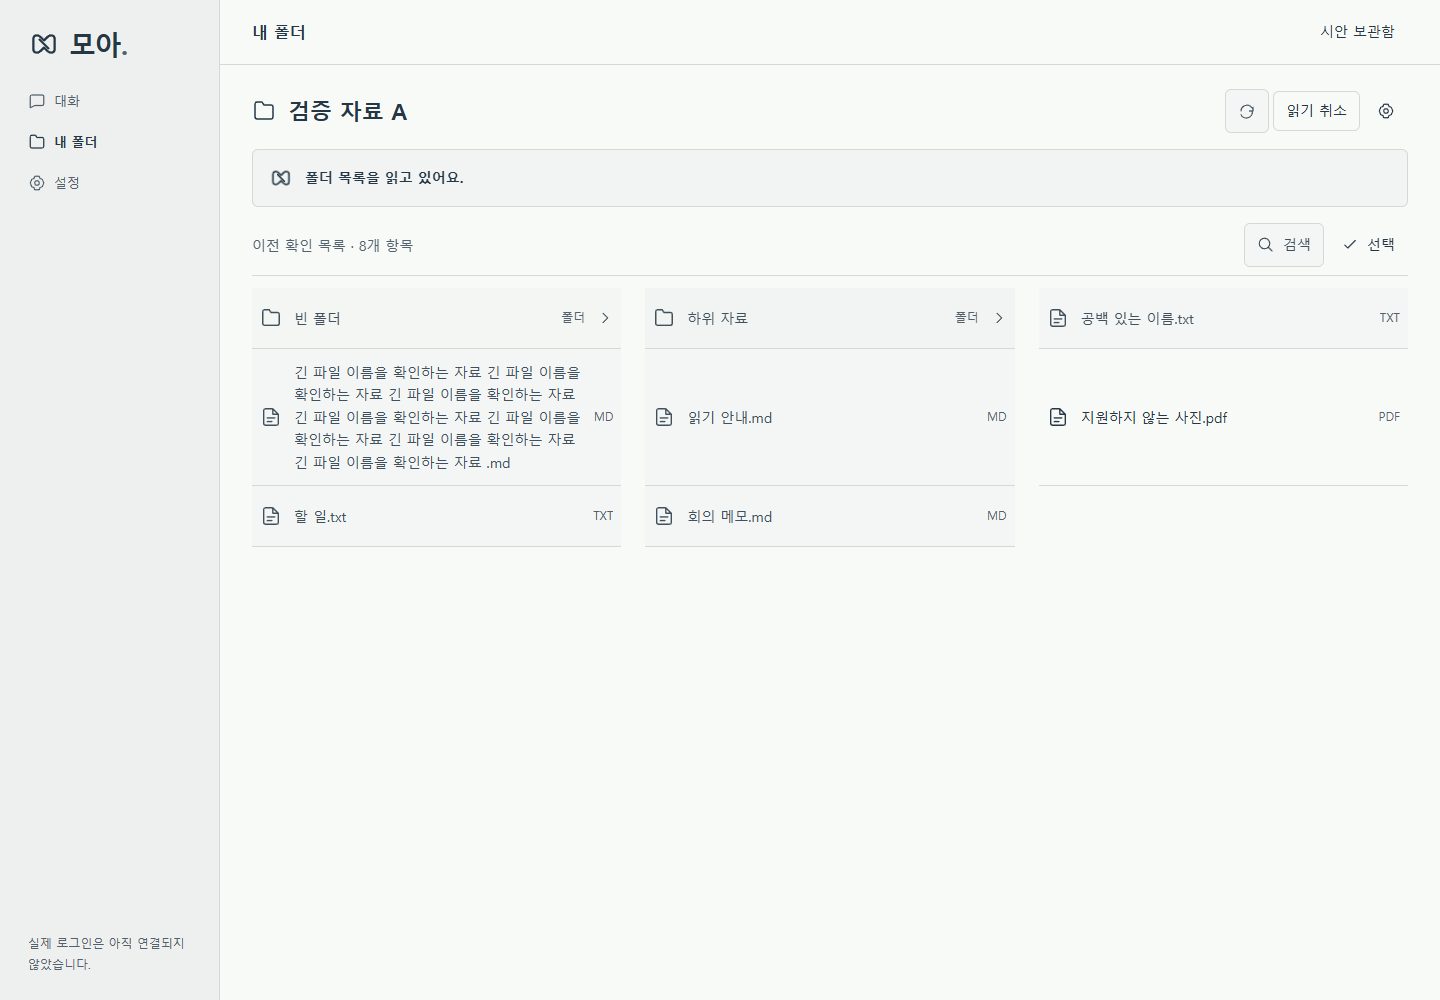 모아.
대화
내 폴더
설정
실제 로그인은 아직 연결되지
않았습니다.
내 폴더
시안 보관함
검증 자료 A
읽기 취소
폴더 목록을 읽고 있어요.
이전 확인 목록 · 8개 항목
검색
선택
빈 폴더
폴더
하위 자료
폴더
공백 있는 이름.txt
TXT
긴 파일 이름을 확인하는 자료 긴 파일 이름을
확인하는 자료 긴 파일 이름을 확인하는 자료
긴 파일 이름을 확인하는 자료 긴 파일 이름을
확인하는 자료 긴 파일 이름을 확인하는 자료
긴 파일 이름을 확인하는 자료 .md
MD
읽기 안내.md
MD
지원하지 않는 사진.pdf
PDF
할 일.txt
TXT
회의 메모.md
MD